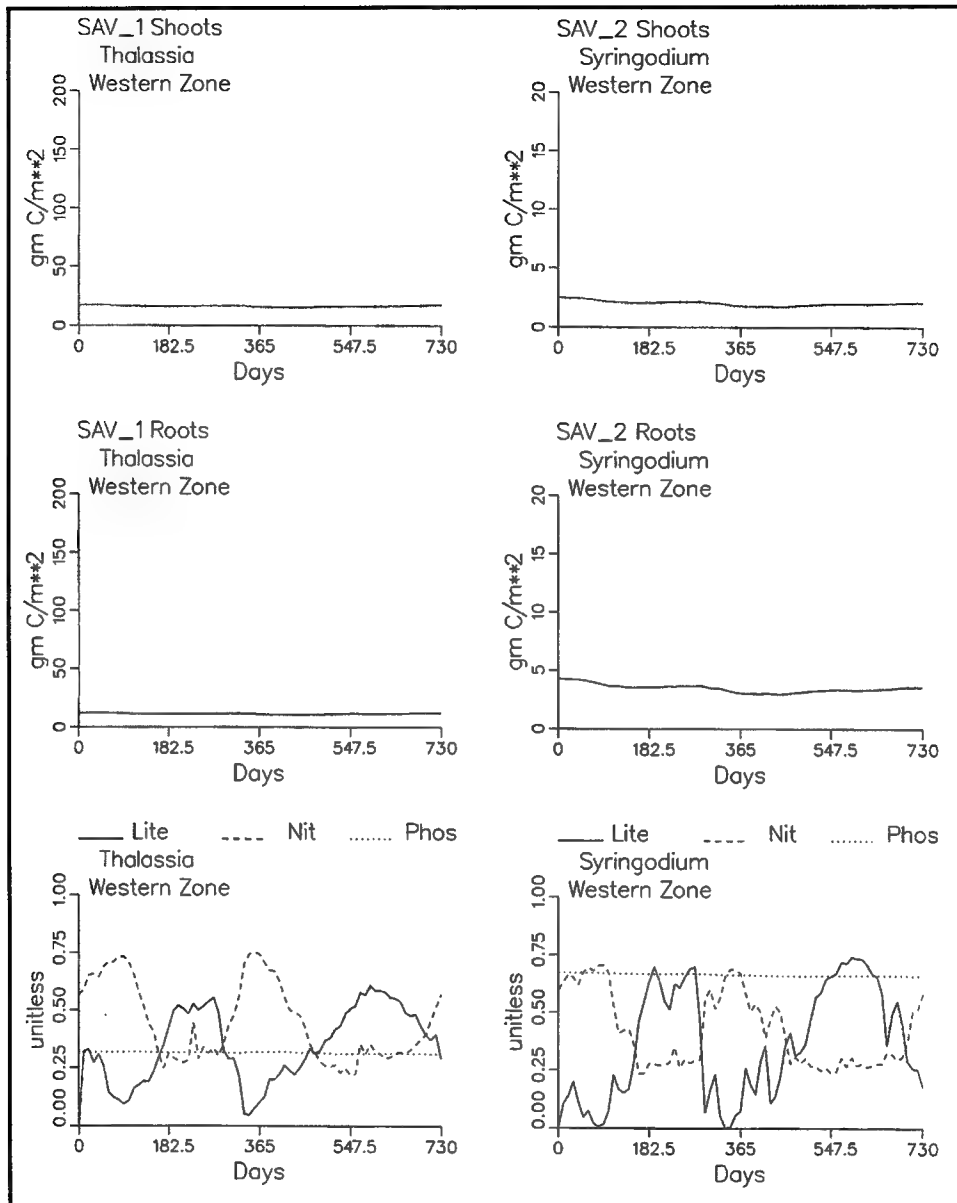 SAV_1 Shoots
Thalassia
Western Zone
gm C/m**2
200
150
100
50
0
0 182.5 365 547.5 730
Days
SAV_2 Shoots
Syringodium
Western Zone
gm C/m**2
20
15
10
5
0
0 182.5 365 547.5 730
Days
SAV_1 Roots
Thalassia
Western Zone
gm C/m**2
200
150
100
50
0
0 182.5 365 547.5 730
Days
SAV_2 Roots
Syringodium
Western Zone
gm C/m**2
20
15
10
5
0
0 182.5 365 547.5 730
Days
Lite Nit Phos
Thalassia
Western Zone
unitless
1.00
0.75
0.50
0.25
0.00
0 182.5 365 547.5 730
Days
Lite Nit Phos
Syringodium
Western Zone
unitless
1.00
0.75
0.50
0.25
0.00
0 182.5 365 547.5 730
Days